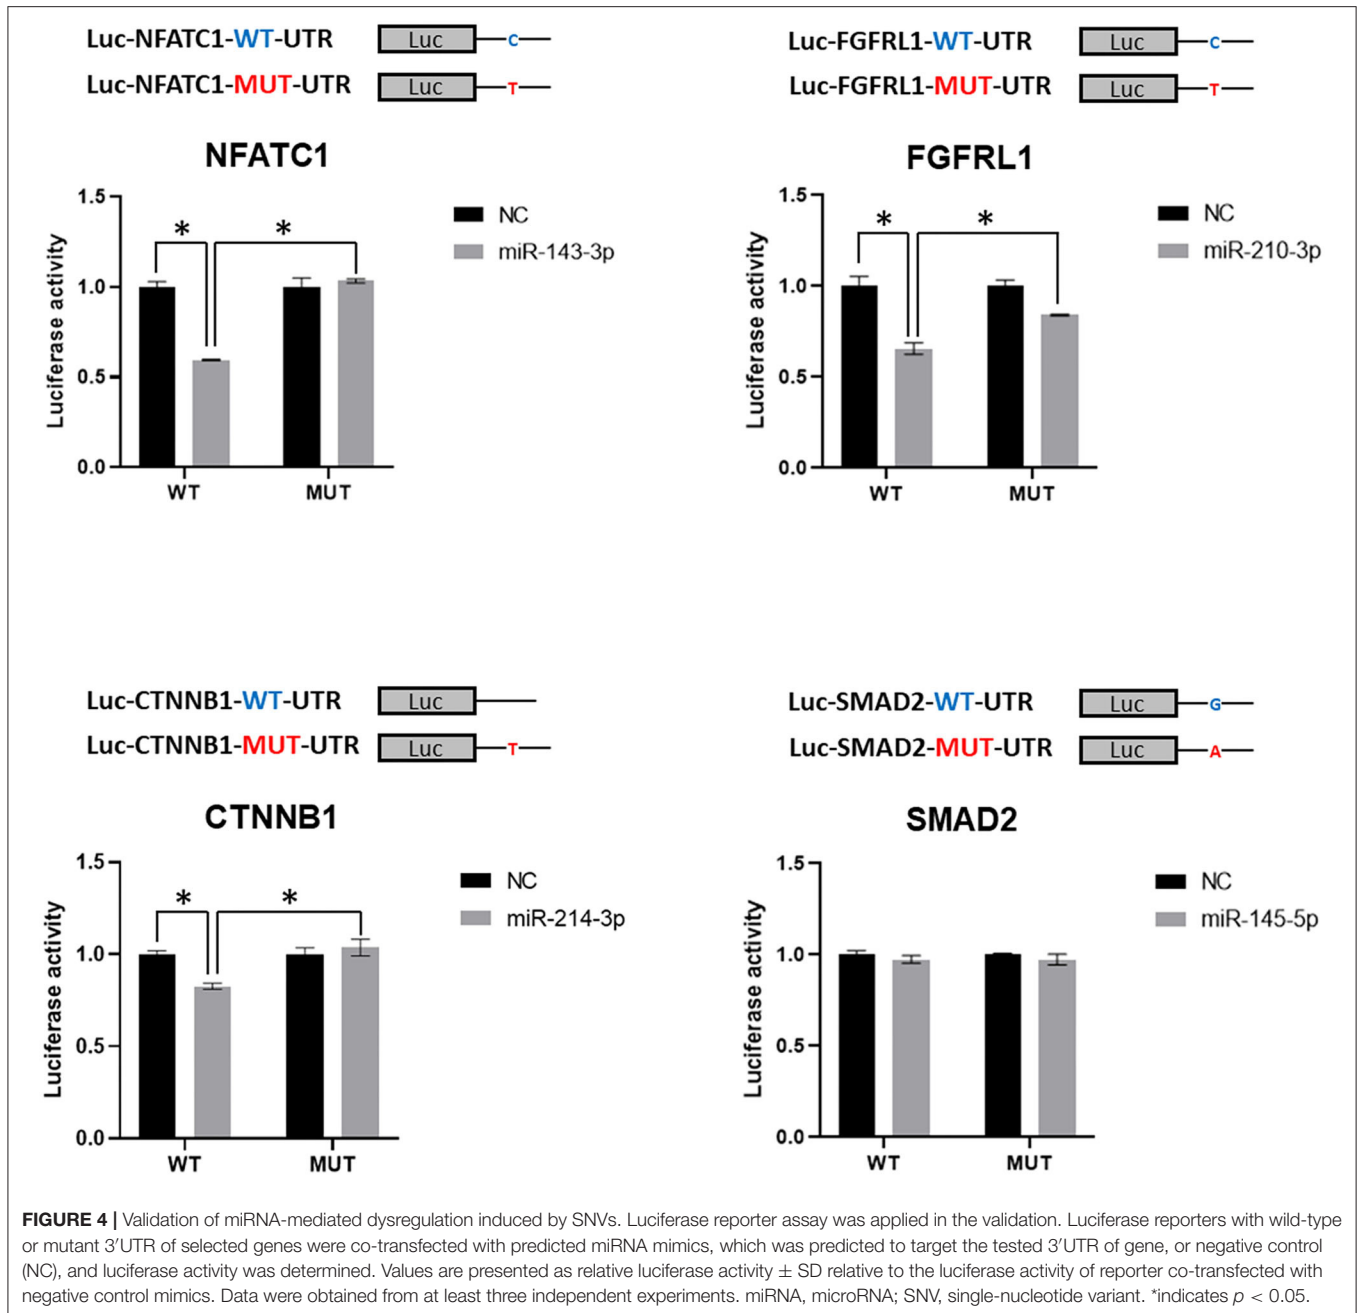 Luc-NFATC1-WT-UTR Luc C
Luc-NFATC1-MUT-UTR Luc T
NFATC1
1.5
1.0
0.5
0.0
Luciferase activity
* *
NC
miR-143-3p
WT MUT
Luc-FGFRL1-WT-UTR Luc C
Luc-FGFRL1-MUT-UTR Luc T
FGFRL1
1.5
1.0
0.5
0.0
Luciferase activity
* *
NC
miR-210-3p
WT MUT
Luc-CTNNB1-WT-UTR Luc
Luc-CTNNB1-MUT-UTR Luc T
CTNNB1
1.5
1.0
0.5
0.0
Luciferase activity
* *
NC
miR-214-3p
WT MUT
Luc-SMAD2-WT-UTR Luc G
Luc-SMAD2-MUT-UTR Luc A
SMAD2
1.5
1.0
0.5
0.0
Luciferase activity
NC
miR-145-5p
WT MUT
FIGURE 4 | Validation of miRNA-mediated dysregulation induced by SNVs. Luciferase reporter assay was applied in the validation. Luciferase reporters with wild-type
or mutant 3′UTR of selected genes were co-transfected with predicted miRNA mimics, which was predicted to target the tested 3′UTR of gene, or negative control
(NC), and luciferase activity was determined. Values are presented as relative luciferase activity ± SD relative to the luciferase activity of reporter co-transfected with
negative control mimics. Data were obtained from at least three independent experiments. miRNA, microRNA; SNV, single-nucleotide variant. *indicates p < 0.05.